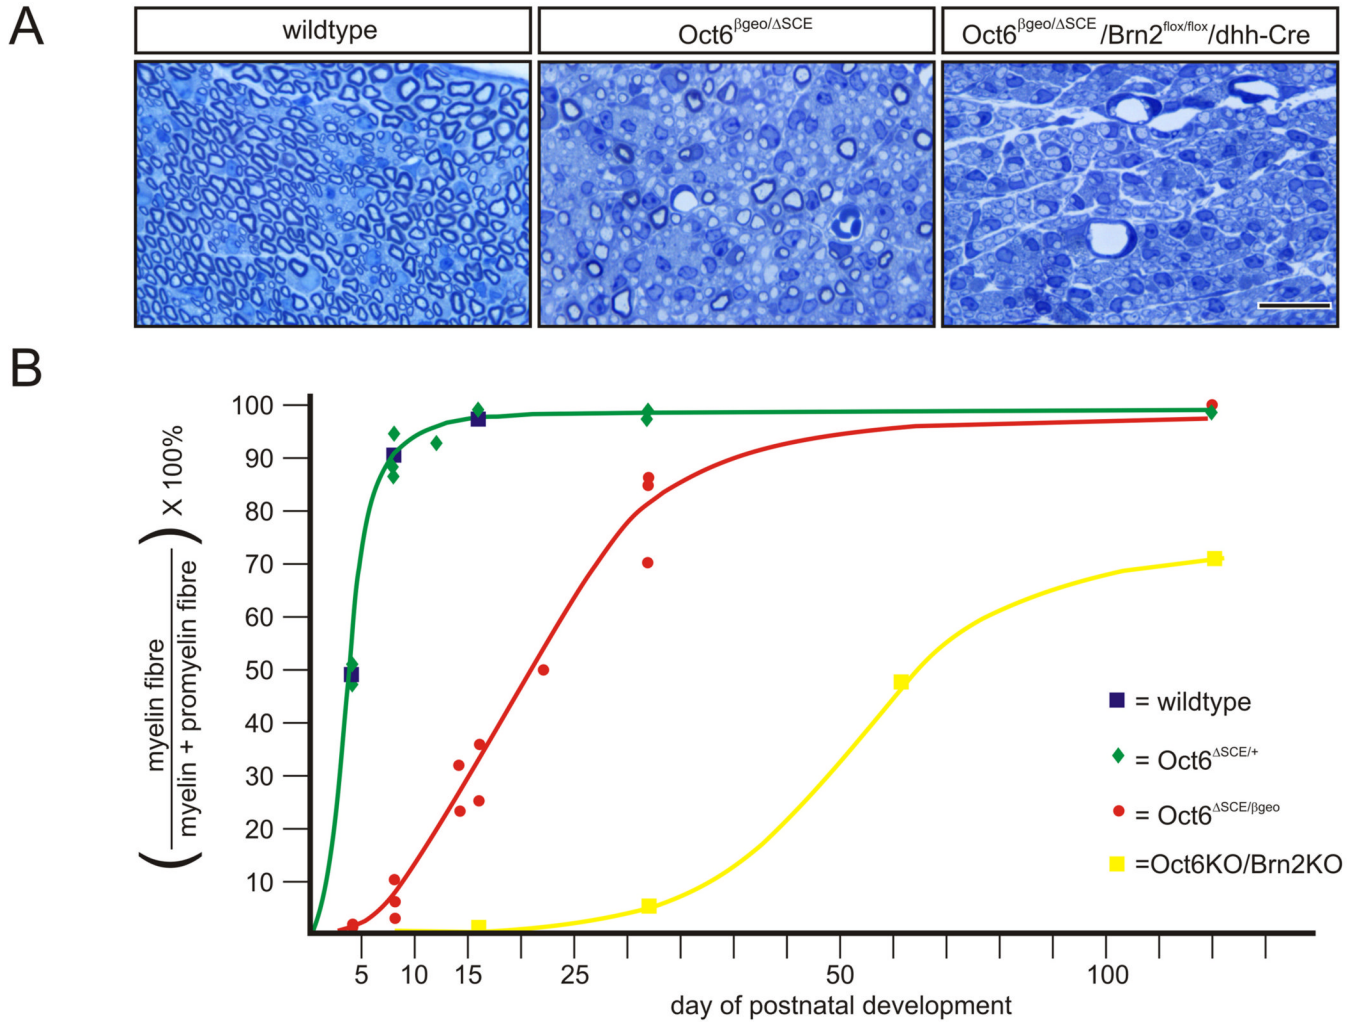 A
wildtype
Oct6βgeo/ΔSCE
Oct6βgeo/ΔSCE/Brn2flox/flox/dhh-Cre
B
100
90
80
70
60
50
40
30
20
10
( myelin fibre
myelin + promyelin fibre ) X 100%
= wildtype
= Oct6ΔSCE/+
= Oct6ΔSCE/βgeo
=Oct6KO/Brn2KO
5 10 15 25 50 100
day of postnatal development